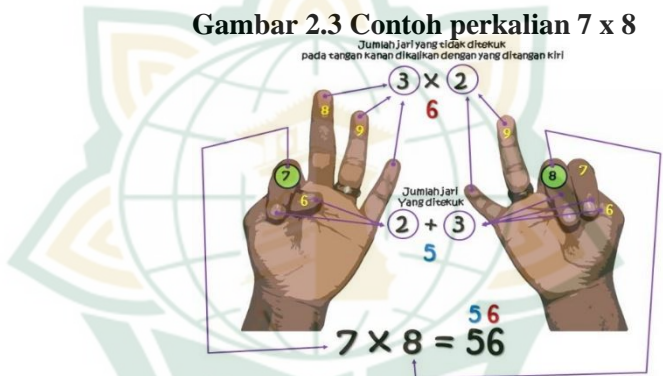 Gambar 2.3 Contoh perkalian 7 x 8
Jumlah jari yang tidak ditekuk
pada tangan kanan dikalikan dengan yang ditangan kiri
3 x 2
6
8
9
9
7
6
8
7
6
Jumlah jari
Yang ditekuk
2 + 3
5
5 6
7 x 8 = 56